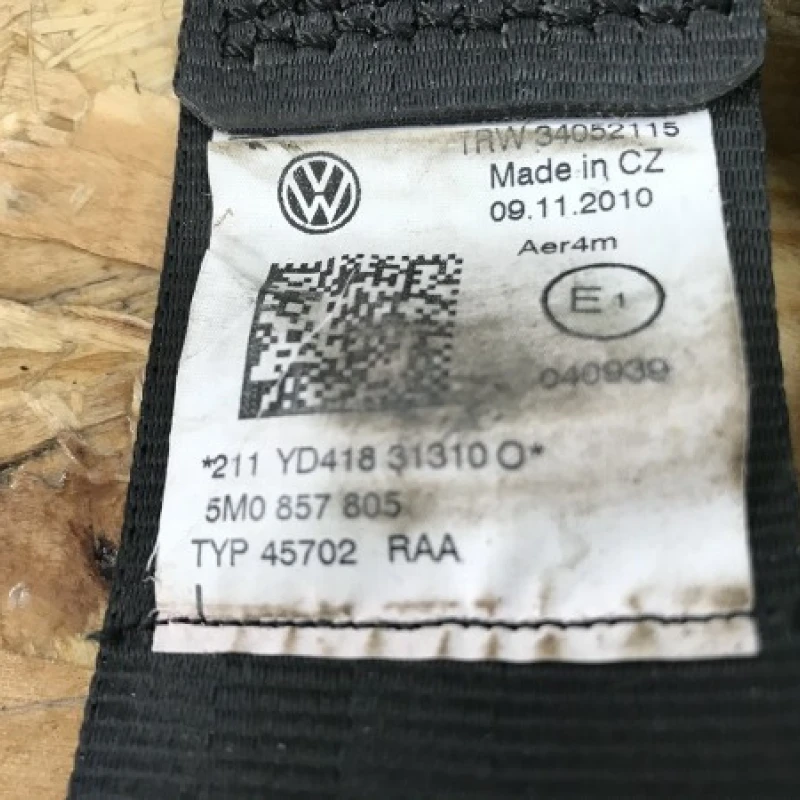 TRW 34052115
Made in CZ
09.11.2010
Aer4m
E1
040939
*211 YD418 31310 O*
5M0 857 805
TYP 45702 RAA